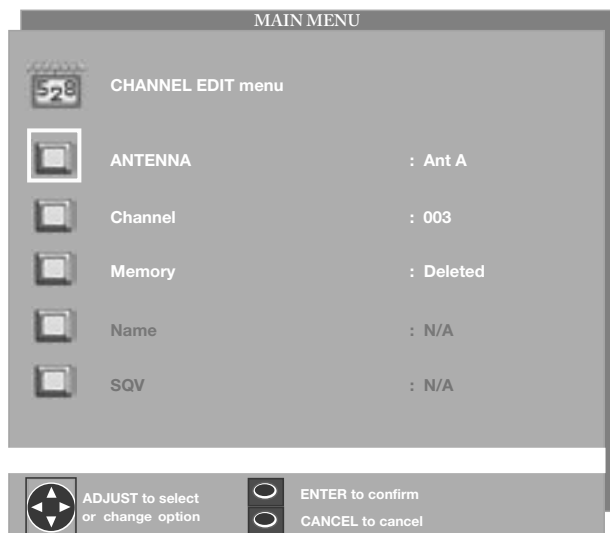 MAIN MENU
528
CHANNEL EDIT menu
ANTENNA : Ant A
Channel : 003
Memory : Deleted
Name : N/A
SQV : N/A
ADJUST to select
or change option
ENTER to confirm
CANCEL to cancel